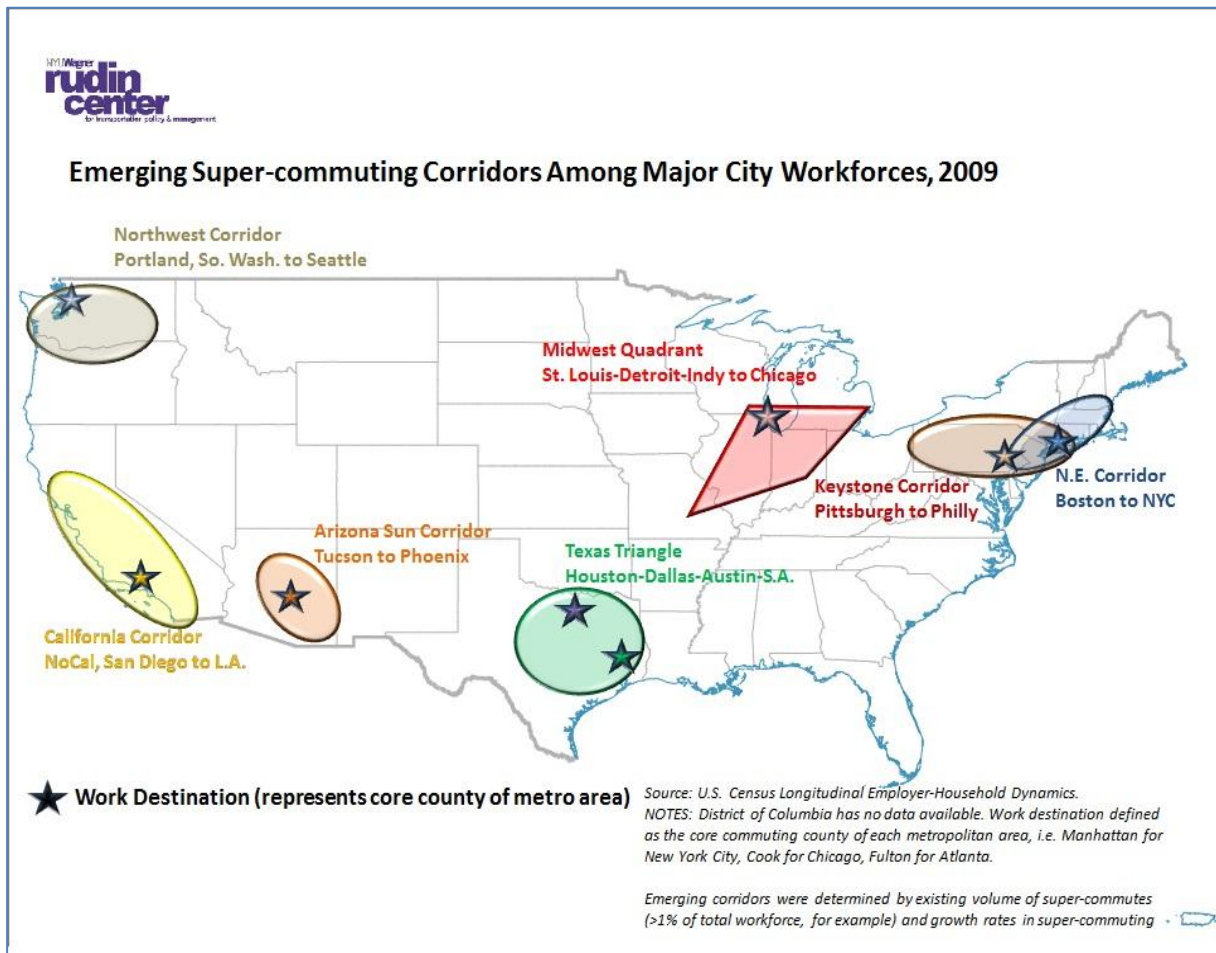 NYU Wagner
rudin
center
for transportation policy & management
Emerging Super-commuting Corridors Among Major City Workforces, 2009
Northwest Corridor
Portland, So. Wash. to Seattle
Midwest Quadrant
St. Louis-Detroit-Indy to Chicago
Keystone Corridor
Pittsburgh to Philly
N.E. Corridor
Boston to NYC
Arizona Sun Corridor
Tucson to Phoenix
Texas Triangle
Houston-Dallas-Austin-S.A.
California Corridor
NoCal, San Diego to L.A.
Work Destination (represents core county of metro area)
Source: U.S. Census Longitudinal Employer-Household Dynamics.
NOTES: District of Columbia has no data available. Work destination defined
as the core commuting county of each metropolitan area, i.e. Manhattan for
New York City, Cook for Chicago, Fulton for Atlanta.
Emerging corridors were determined by existing volume of super-commutes
(>1% of total workforce, for example) and growth rates in super-commuting